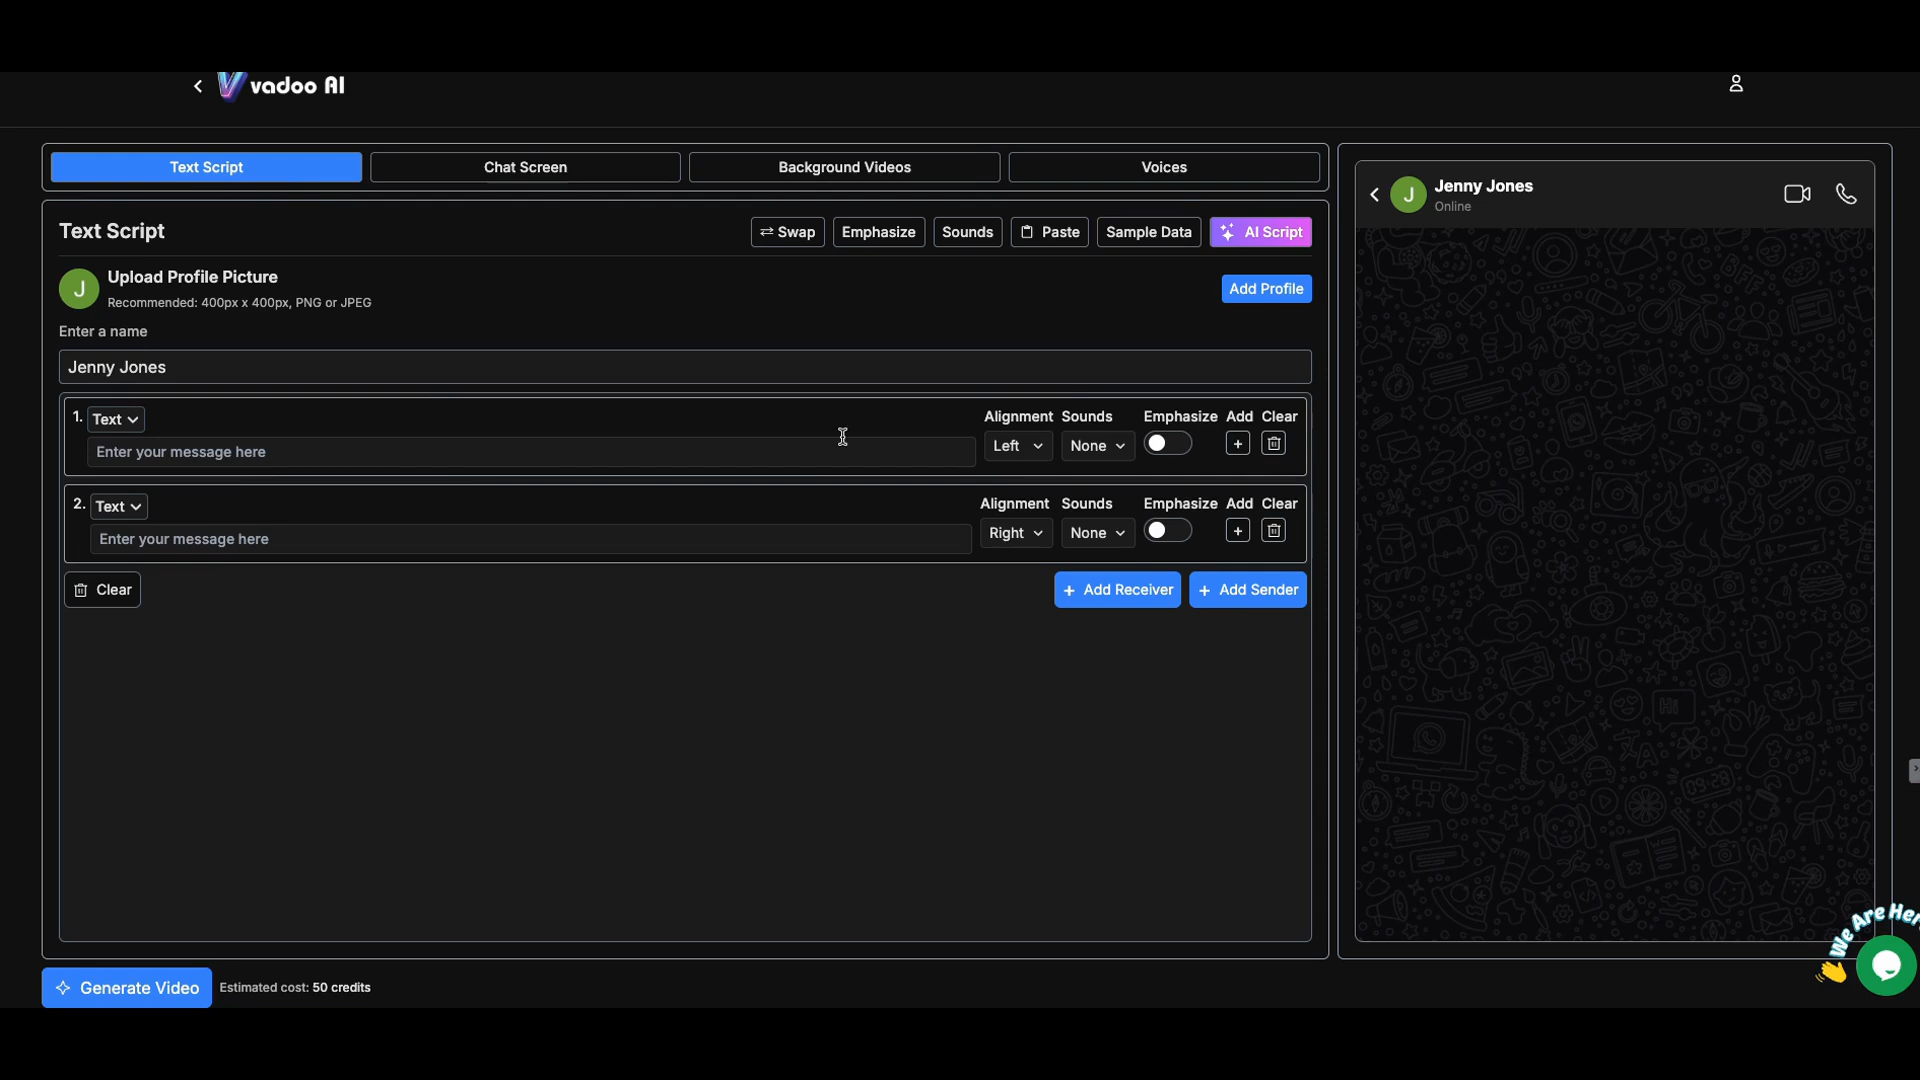 vadoo AI
Text Script
Chat Screen
Background Videos
Voices
Text Script
Swap
Emphasize
Sounds
Paste
Sample Data
AI Script
J
Upload Profile Picture
Recommended: 400px x 400px, PNG or JPEG
Add Profile
Enter a name
Jenny Jones
1. Text
Alignment Sounds Emphasize Add Clear
Enter your message here
Left
None
2. Text
Alignment Sounds Emphasize Add Clear
Enter your message here
Right
None
Clear
+ Add Receiver
+ Add Sender
Generate Video
Estimated cost: 50 credits
J
Jenny Jones
Online
Hi
09:28
We Are Her